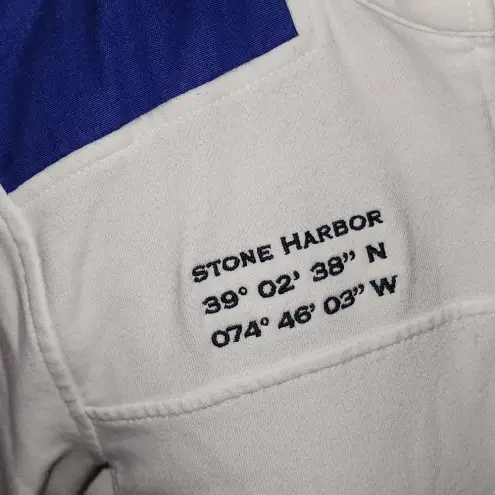 STONE HARBOR
39° 02' 38" N
074° 46' 03" W